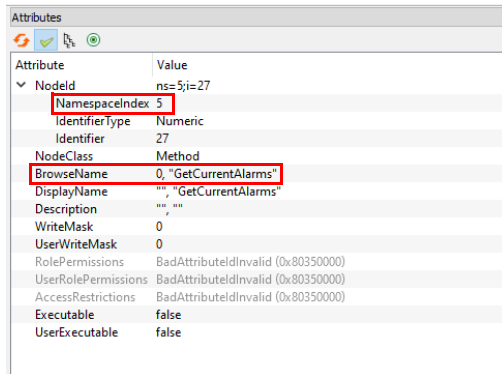 Attributes
Attribute Value
NodeId ns=5;i=27
NamespaceIndex 5
IdentifierType Numeric
Identifier 27
NodeClass Method
BrowseName 0, "GetCurrentAlarms"
DisplayName "", "GetCurrentAlarms"
Description "", ""
WriteMask 0
UserWriteMask 0
RolePermissions BadAttributeIdInvalid (0x80350000)
UserRolePermissions BadAttributeIdInvalid (0x80350000)
AccessRestrictions BadAttributeIdInvalid (0x80350000)
Executable false
UserExecutable false